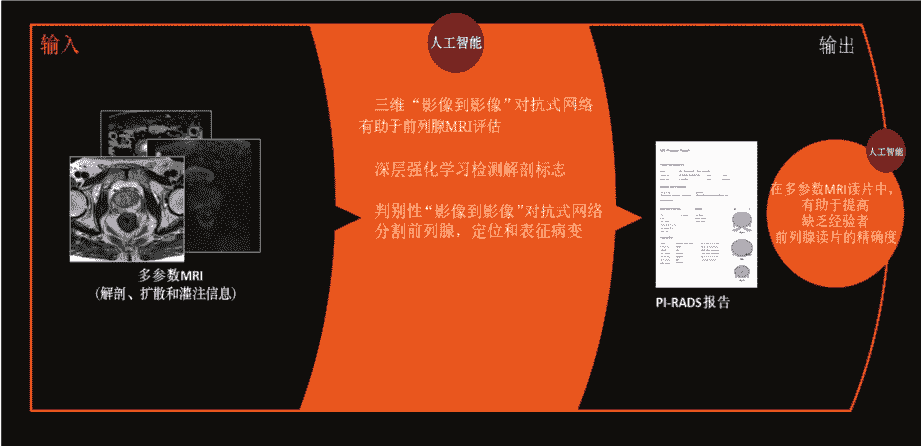 输入
人工智能
输出
三维“影像到影像”对抗式网络
有助于前列腺MRI评估
深层强化学习检测解剖标志
判别性“影像到影像”对抗式网络
分割前列腺，定位和表征病变
多参数MRI
(解剖、扩散和灌注信息)
PI-RADS报告
人工智能
在多参数MRI读片中，
有助于提高
缺乏经验者
前列腺读片的精确度